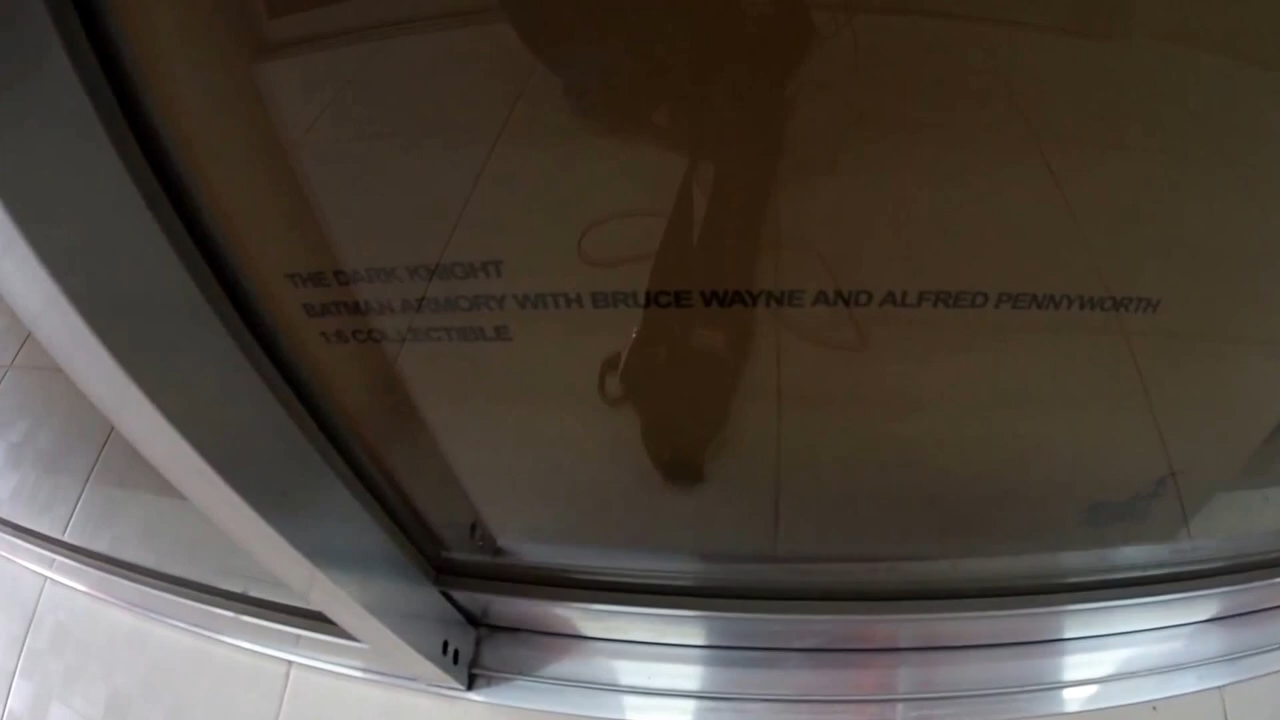 THE DARK KNIGHT
BATMAN ARMORY WITH BRUCE WAYNE AND ALFRED PENNYWORTH
1:6 COLLECTIBLE